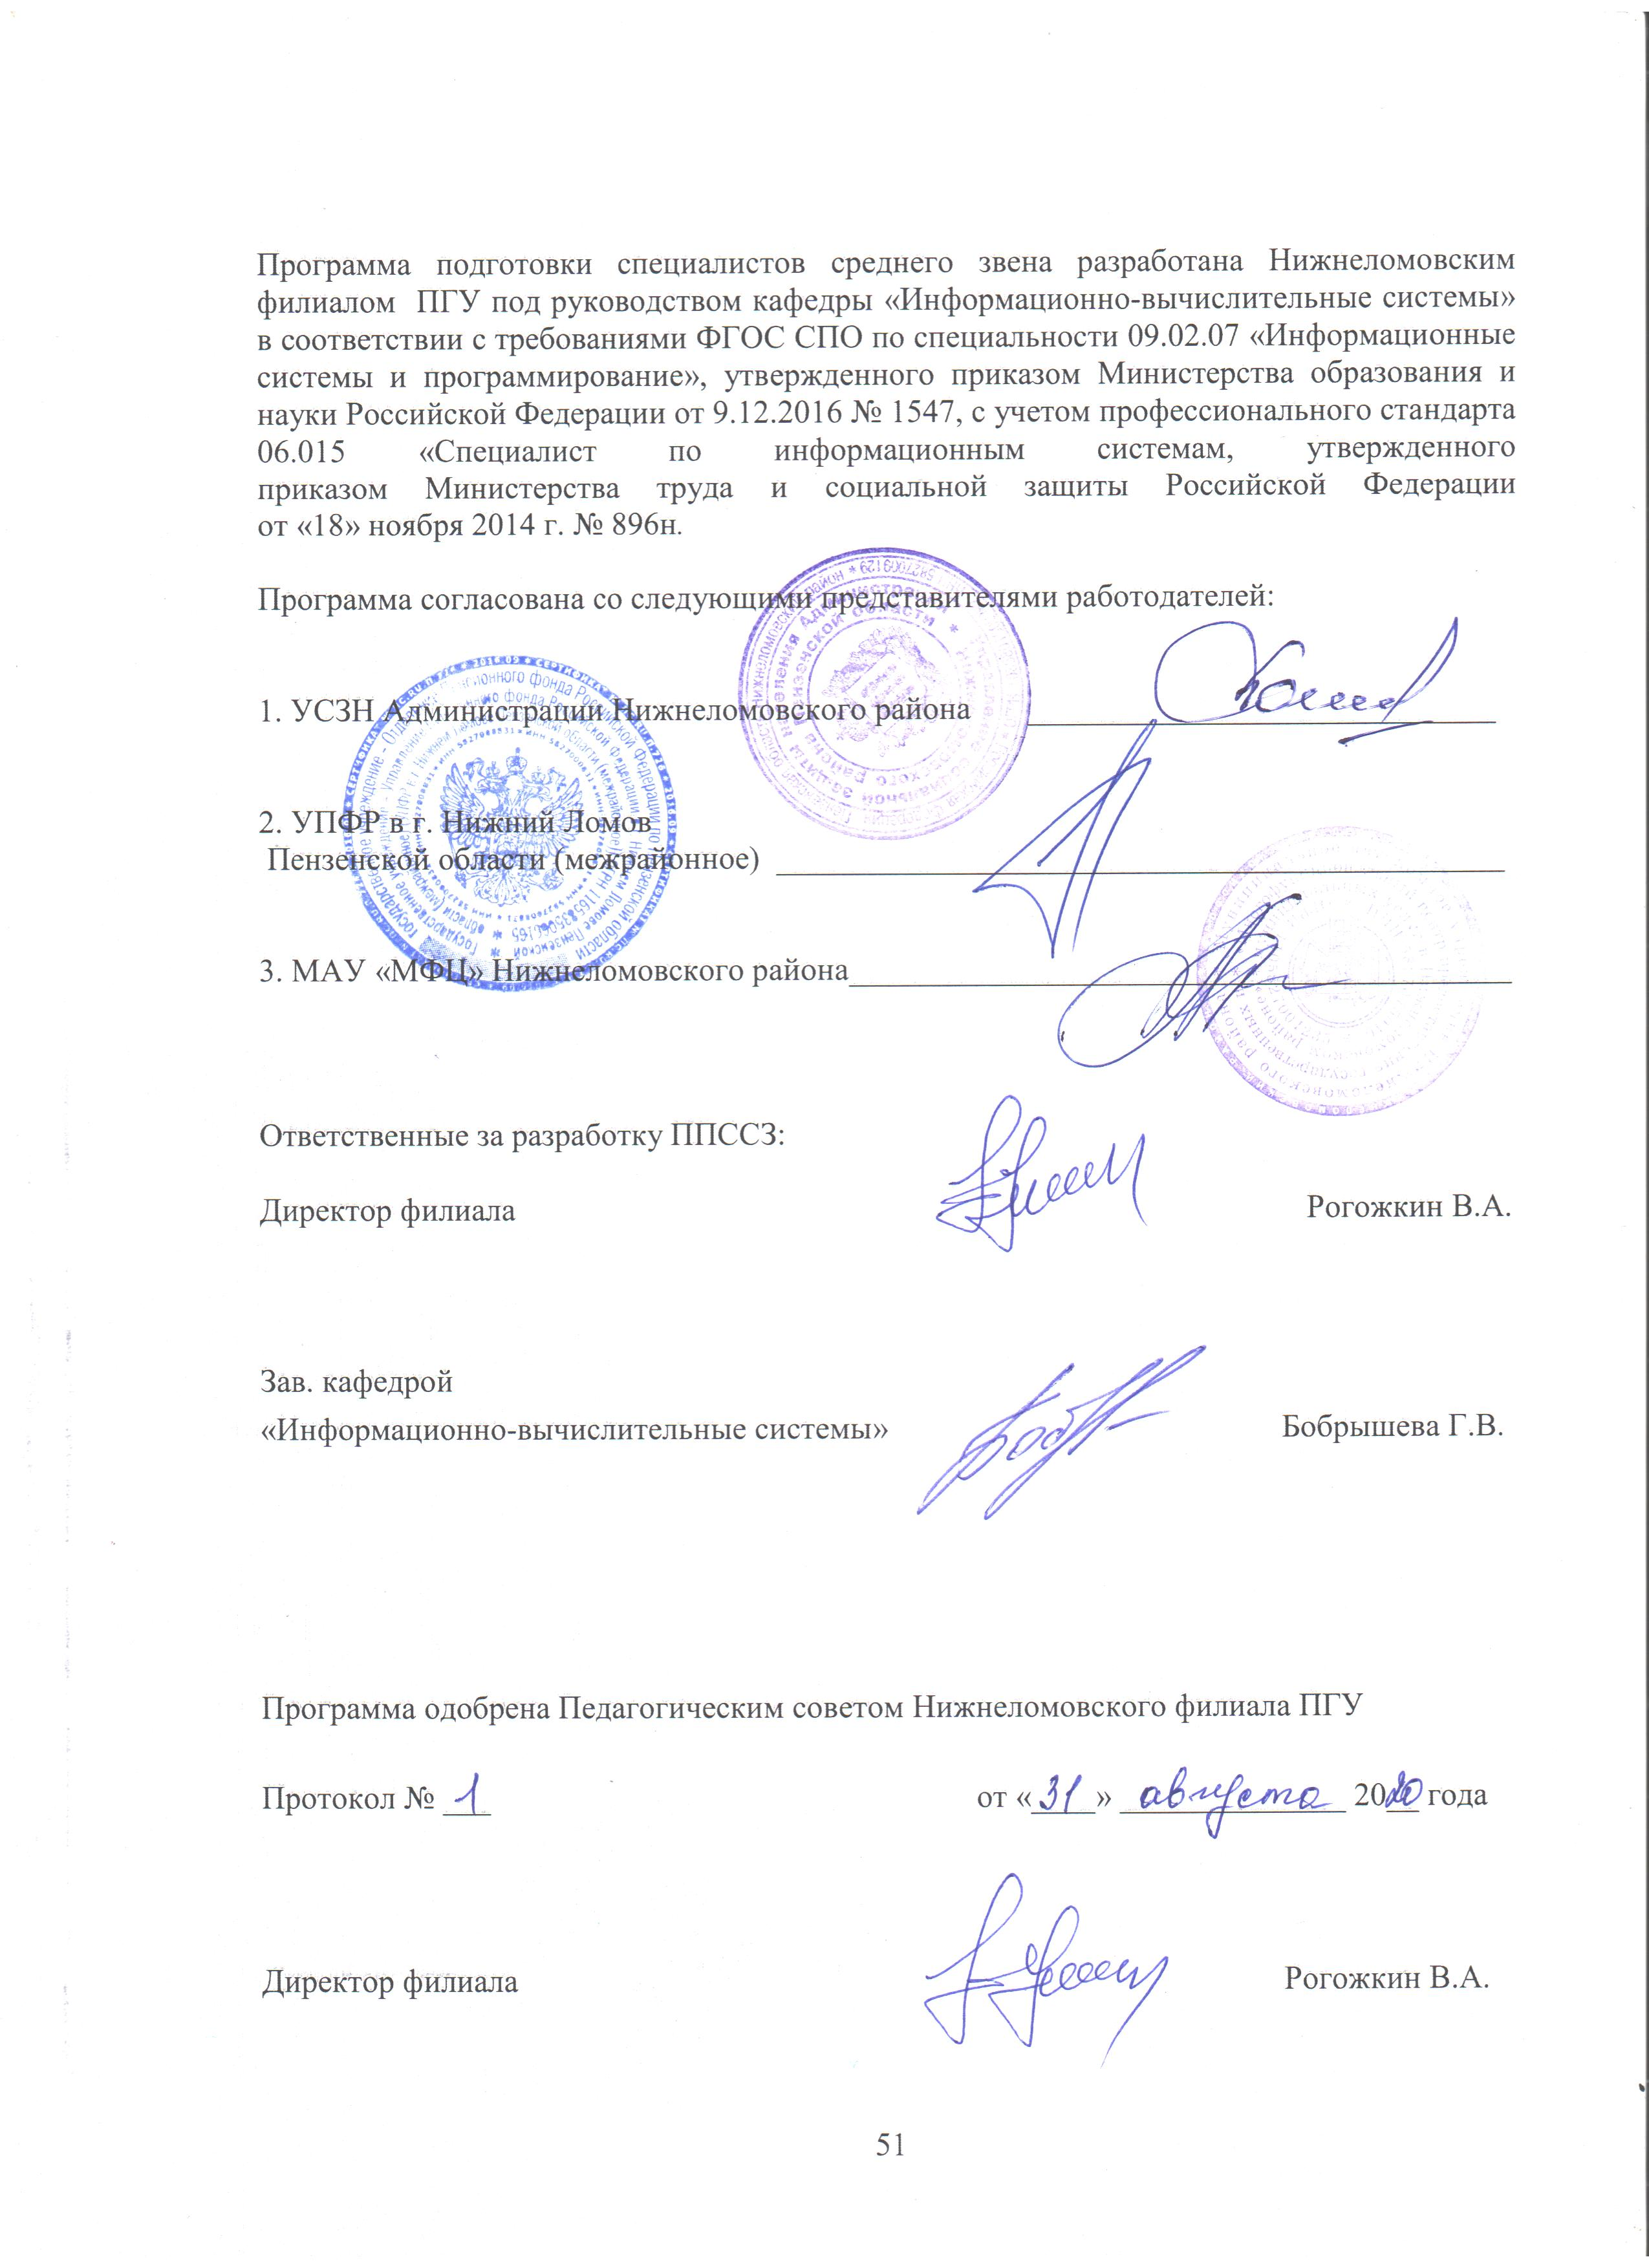 Программа подготовки специалистов среднего звена разработана Нижнеломовским
филиалом ПГУ под руководством кафедры «Информационно-вычислительные системы»
в соответствии с требованиями ФГОС СПО по специальности 09.02.07 «Информационные
системы и программирование», утвержденного приказом Министерства образования и
науки Российской Федерации от 9.12.2016 № 1547, с учетом профессионального стандарта
06.015 «Специалист по информационным системам, утвержденного
приказом Министерства труда и социальной защиты Российской Федерации
от «18» ноября 2014 г. № 896н.
Программа согласована со следующими представителями работодателей:
1. УСЗН Администрации Нижнеломовского района
2. УПФР в г. Нижний Ломов
Пензенской области (межрайонное)
3. МАУ «МФЦ» Нижнеломовского района
Ответственные за разработку ППССЗ:
Директор филиала Рогожкин В.А.
Зав. кафедрой
«Информационно-вычислительные системы» Бобрышева Г.В.
Программа одобрена Педагогическим советом Нижнеломовского филиала ПГУ
Протокол № 1 от «31» августа 2020 года
Директор филиала Рогожкин В.А.
51